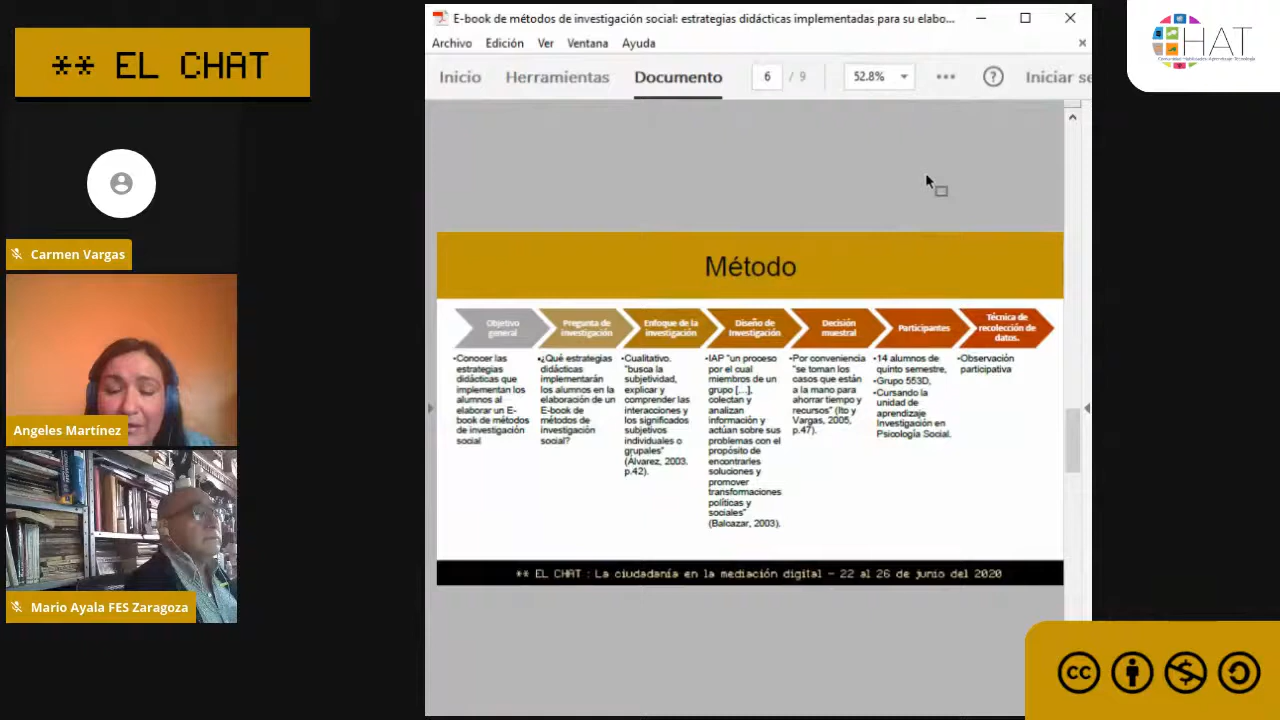 ** EL CHAT
Carmen Vargas
Angeles Martínez
Mario Ayala FES Zaragoza
E-book de métodos de investigación social: estrategias didácticas implementadas para su elabo...
Archivo Edición Ver Ventana Ayuda
Inicio Herramientas Documento 6 / 9 52.8% ••• ? Iniciar se
Método
Objetivo
general
•Conocer las
estrategias
didácticas que
implementan los
alumnos al
elaborar un E-
book de métodos
de investigación
social
Pregunta de
investigación
•¿Qué estrategias
didácticas
implementarán
los alumnos en la
elaboración de un
E-book de
métodos de
investigación
social?
Enfoque de la
investigación
•Cualitativo.
"busca la
subjetividad,
explicar y
comprender las
interacciones y
los significados
subjetivos
individuales o
grupales"
(Álvarez, 2003.
p.42).
Diseño de
Investigación
•IAP "un proceso
por el cual
miembros de un
grupo [...],
colectan y
analizan
información y
actúan sobre sus
problemas con el
propósito de
encontrarles
soluciones y
promover
transformaciones
políticas y
sociales"
(Balcazar, 2003).
Decisión
muestral
•Por conveniencia
"se toman los
casos que están
a la mano para
ahorrar tiempo y
recursos" (Ito y
Vargas, 2005,
p.47).
Participantes
•14 alumnos de
quinto semestre,
•Grupo 553D,
•Cursando la
unidad de
aprendizaje
Investigación en
Psicología Social.
Técnica de
recolección de
datos.
•Observación
participativa
** EL CHAT : La ciudadanía en la mediación digital – 22 al 26 de junio del 2020
CHAT
Comunidad Habilidades Aprendizaje Tecnología
cc